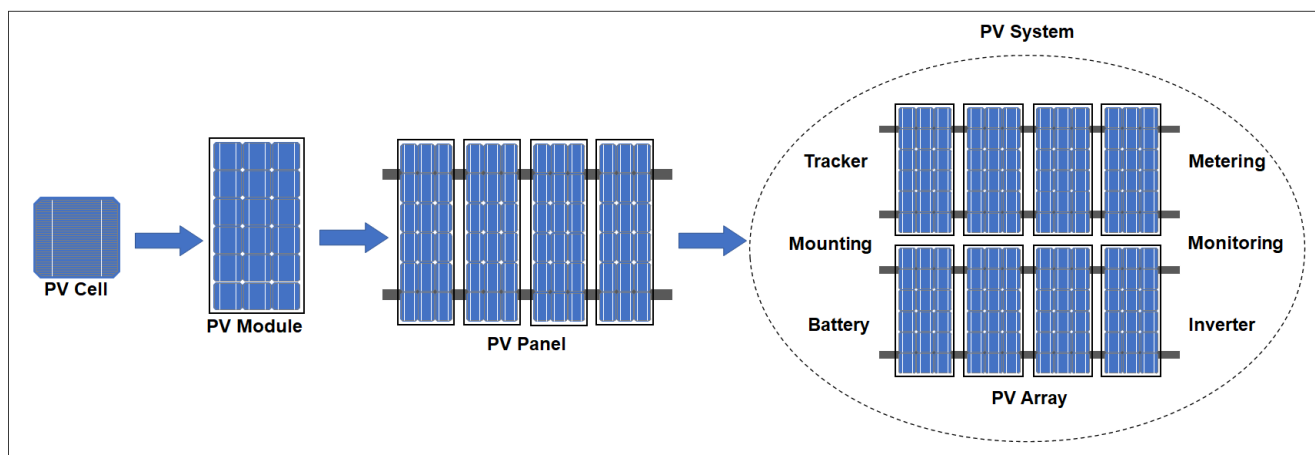 PV System
Tracker
Metering
Mounting
Monitoring
PV Cell
PV Module
Battery
Inverter
PV Panel
PV Array